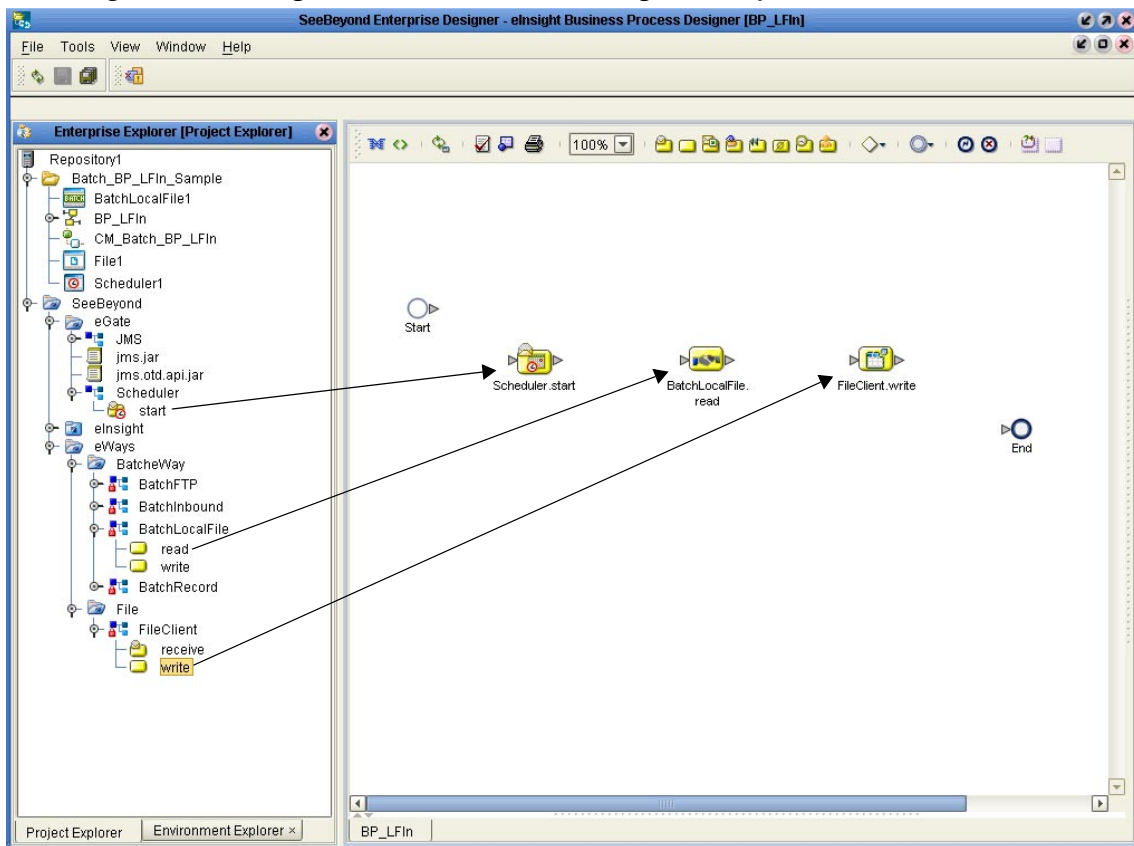 SeeBeyond Enterprise Designer - eInsight Business Process Designer [BP_LFIn]
File Tools View Window Help
Enterprise Explorer [Project Explorer]
Repository1
Batch_BP_LFIn_Sample
BatchLocalFile1
BP_LFIn
CM_Batch_BP_LFIn
File1
Scheduler1
SeeBeyond
eGate
JMS
jms.jar
jms.otd.api.jar
Scheduler
start
eInsight
eWays
BatcheWay
BatchFTP
BatchInbound
BatchLocalFile
read
write
BatchRecord
File
FileClient
receive
write
Project Explorer
Environment Explorer ×
100%
Start
Scheduler.start
BatchLocalFile.
read
FileClient.write
End
BP_LFIn